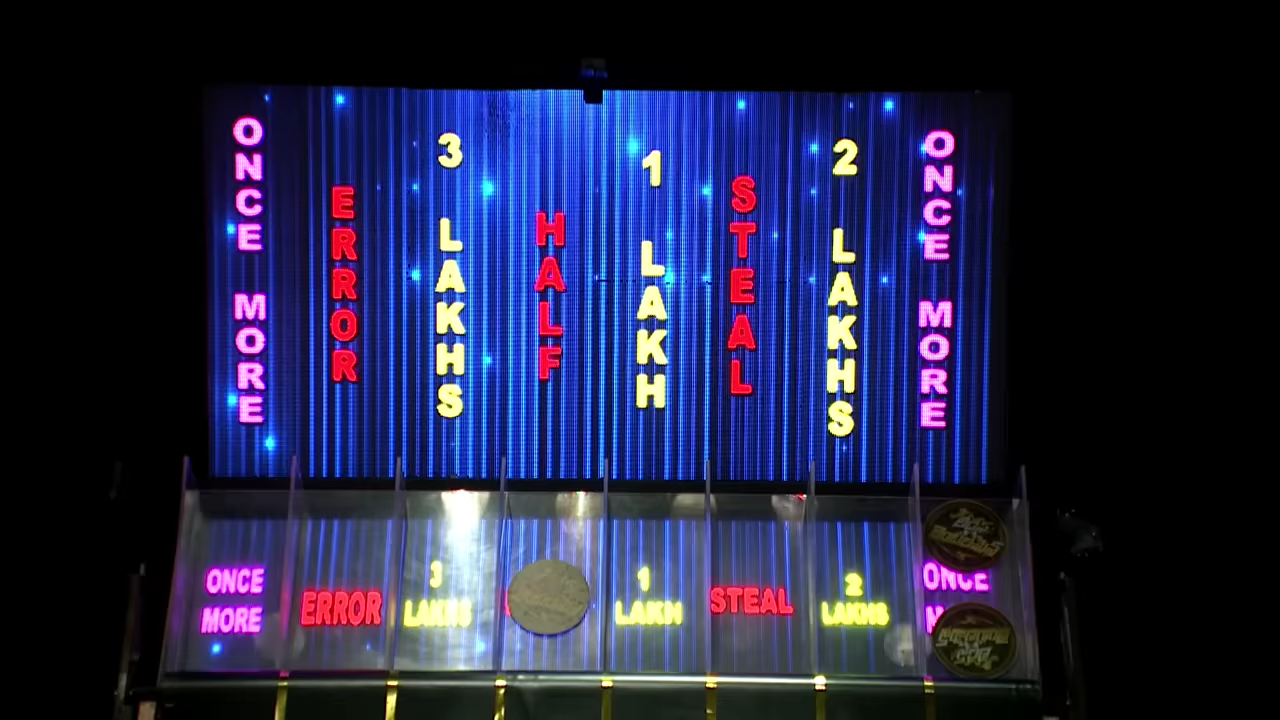 ONCE MORE
ERROR
3 LAKHS
HALF
1 LAKH
STEAL
2 LAKHS
ONCE MORE
ONCE
MORE
ERROR
3
LAKHS
1
LAKH
STEAL
2
LAKHS
ONCE